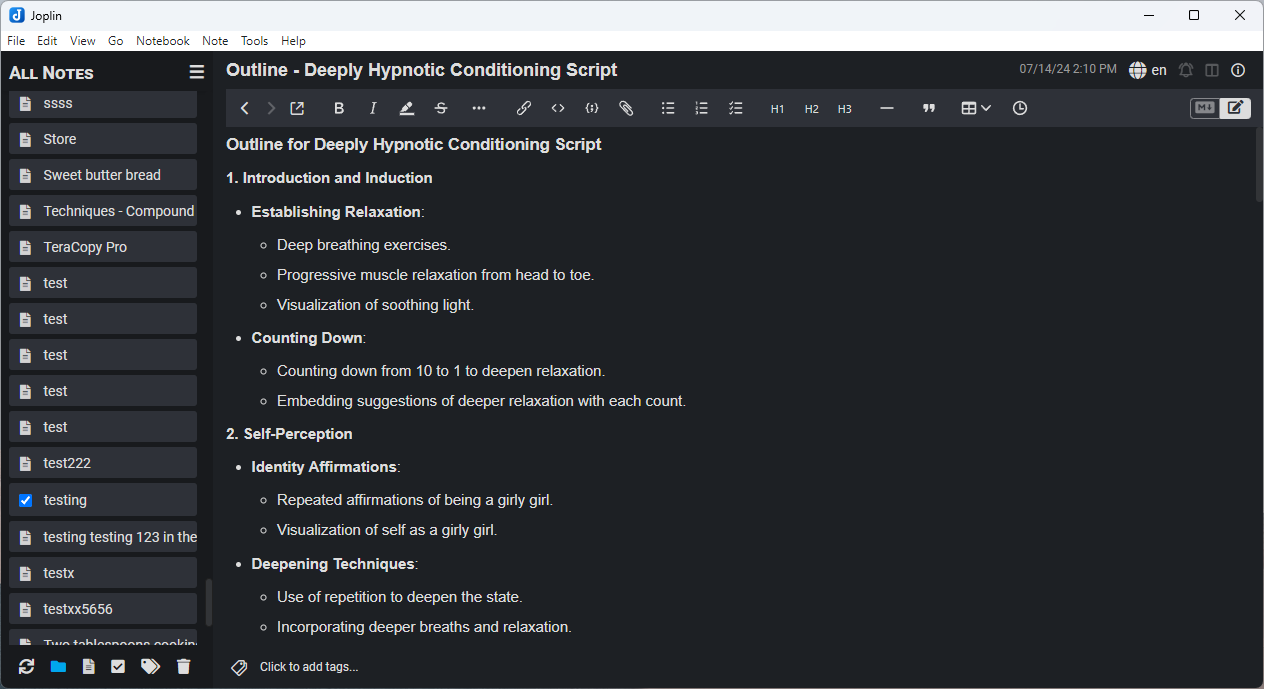 Joplin
File Edit View Go Notebook Note Tools Help
ALL NOTES
ssss
Store
Sweet butter bread
Techniques - Compound
TeraCopy Pro
test
test
test
test
test
test222
testing
testing testing 123 in the
testx
testxx5656
Two tablespoons cookin
Outline - Deeply Hypnotic Conditioning Script
07/14/24 2:10 PM en
B I S H1 H2 H3
Outline for Deeply Hypnotic Conditioning Script
1. Introduction and Induction
• Establishing Relaxation:
○ Deep breathing exercises.
○ Progressive muscle relaxation from head to toe.
○ Visualization of soothing light.
• Counting Down:
○ Counting down from 10 to 1 to deepen relaxation.
○ Embedding suggestions of deeper relaxation with each count.
2. Self-Perception
• Identity Affirmations:
○ Repeated affirmations of being a girly girl.
○ Visualization of self as a girly girl.
• Deepening Techniques:
○ Use of repetition to deepen the state.
○ Incorporating deeper breaths and relaxation.
Click to add tags...